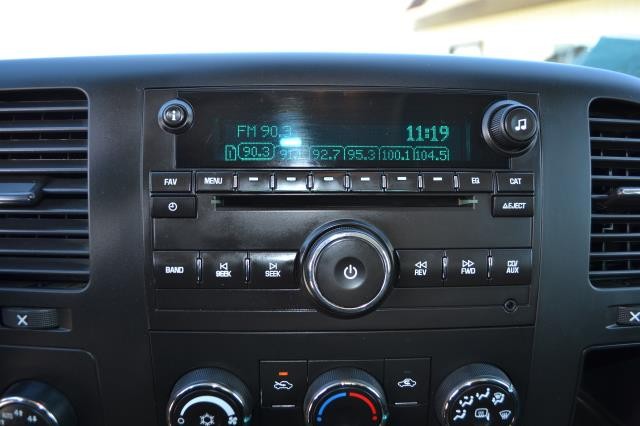 FM 90.3 11:19
1 90.3 92.7 95.3 100.1 104.5
FAV MENU EQ CAT
EJECT
BAND SEEK SEEK REV FWD CD/AUX